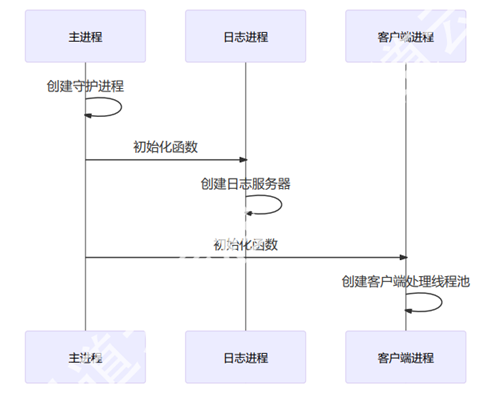 主进程
日志进程
客户端进程
创建守护进程
初始化函数
创建日志服务器
初始化函数
创建客户端处理线程池
主进程
日志进程
客户端进程